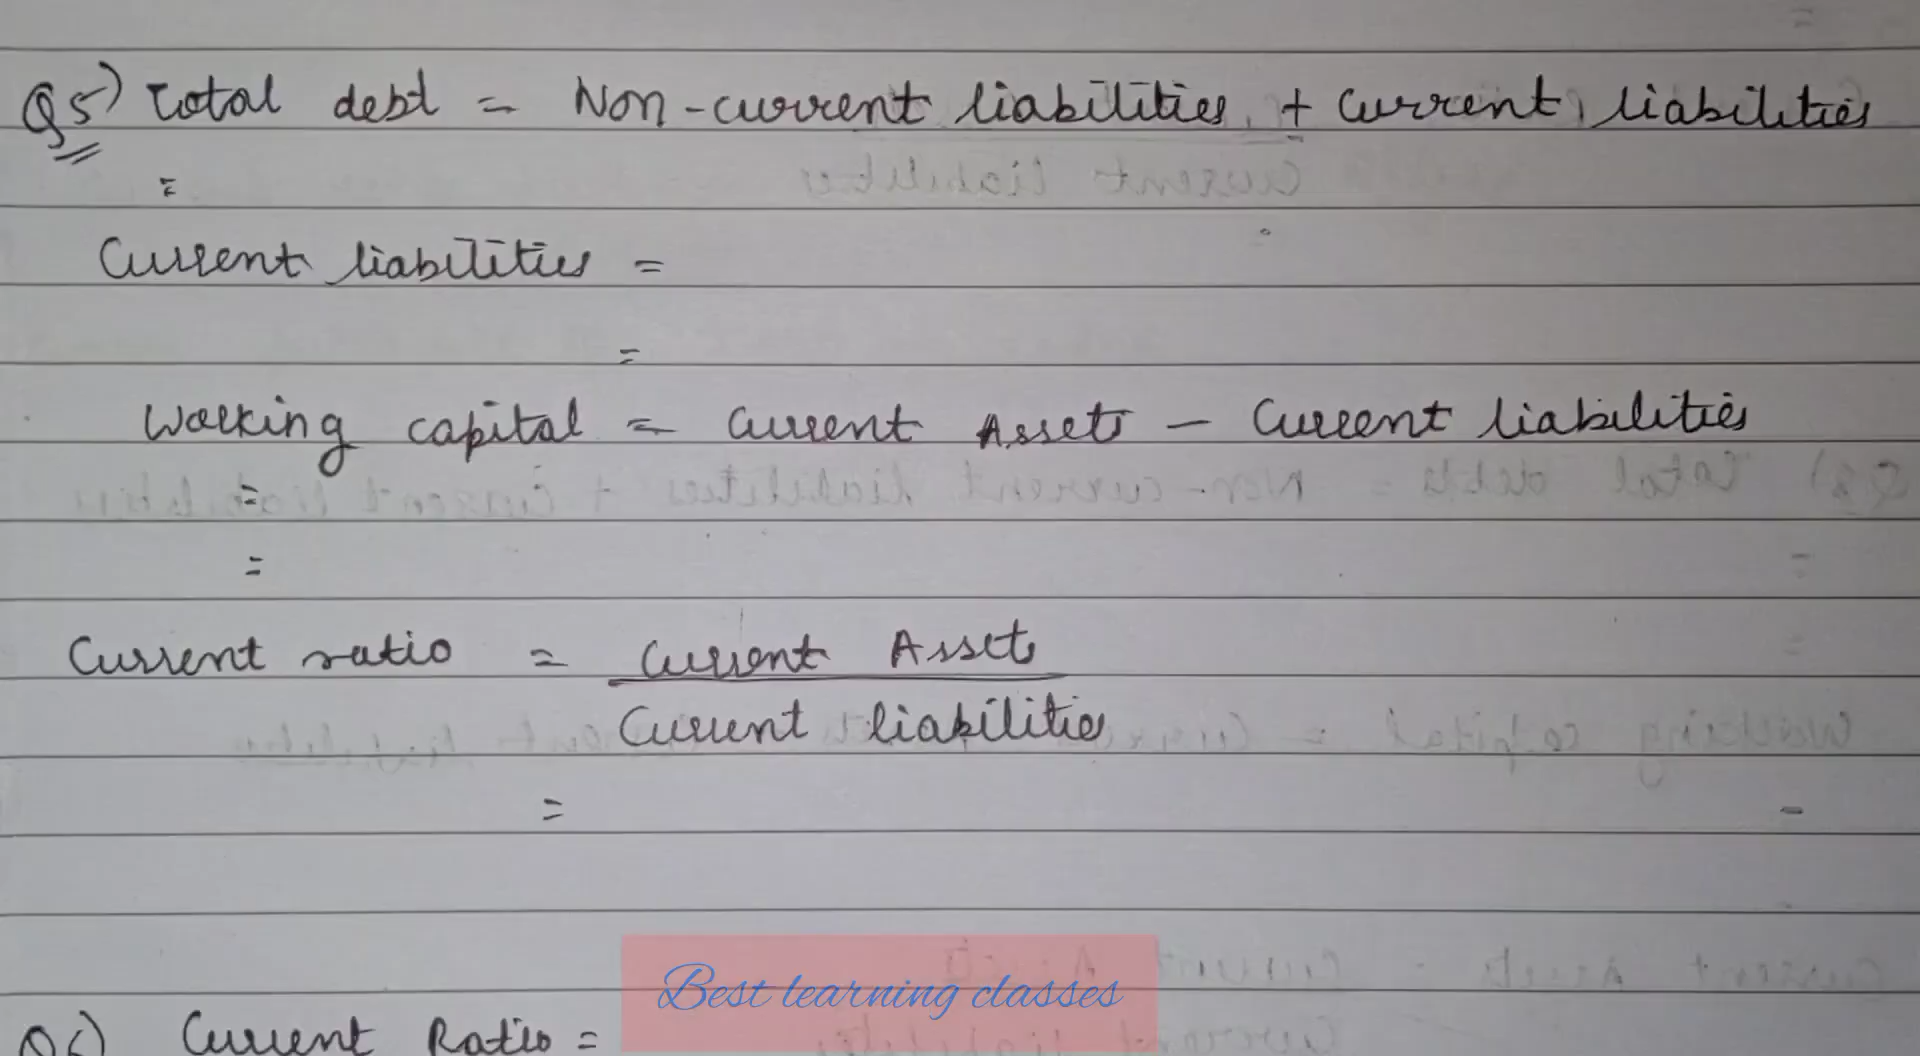 Q5) Total debt = Non-current liabilities + Current liabilities
=
Current liabilities =
=
Working capital = Current Assets - Current liabilities
=
=
Current ratio = Current Assets
Current liabilities
=
Best learning classes
Q6) Current Ratio =